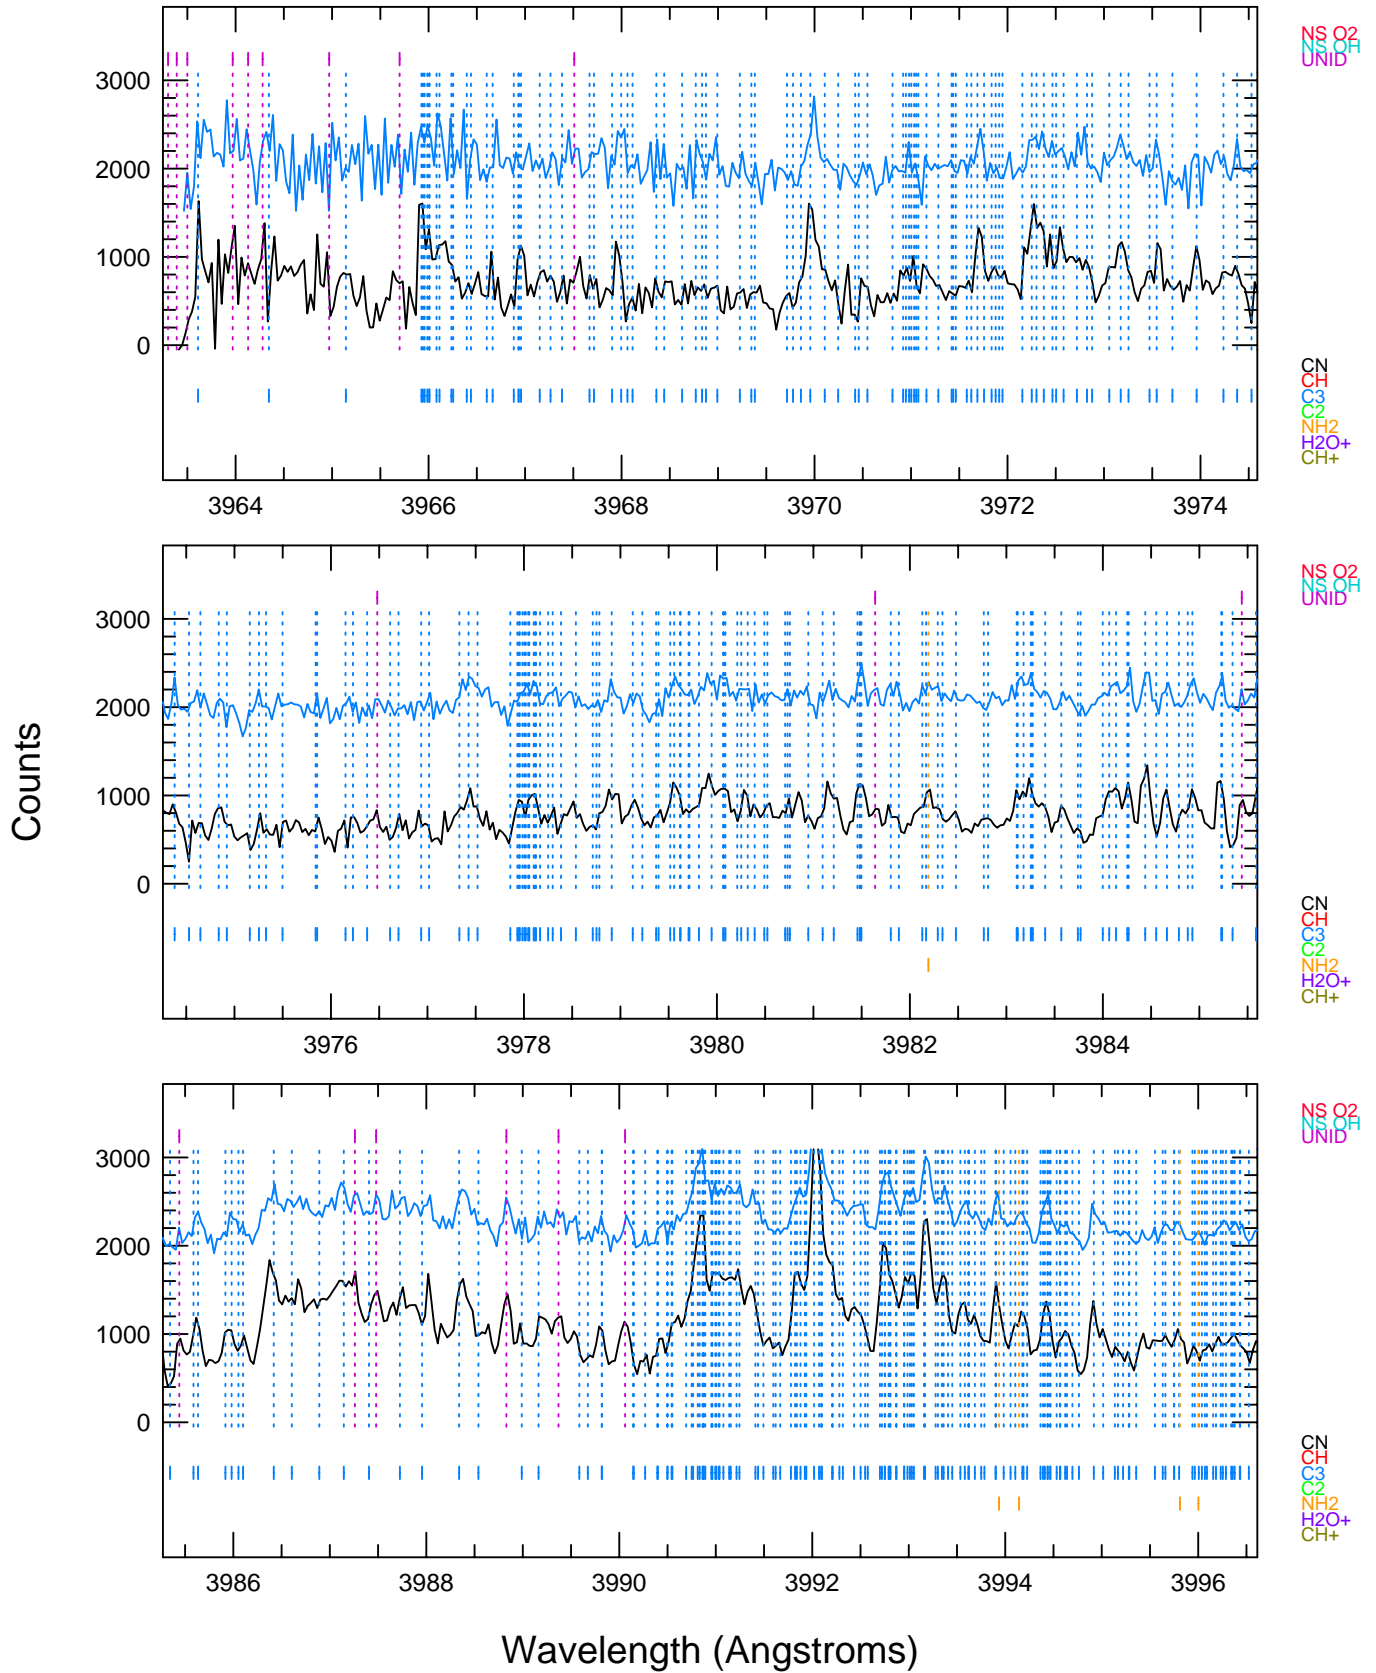 NS O2
NS OH
UNID
3000
2000
1000
0
CN
CH
C3
C2
NH2
H2O+
CH+
3964 3966 3968 3970 3972 3974
NS O2
NS OH
UNID
3000
2000
1000
0
CN
CH
C3
C2
NH2
H2O+
CH+
3976 3978 3980 3982 3984
Counts
NS O2
NS OH
UNID
3000
2000
1000
0
CN
CH
C3
C2
NH2
H2O+
CH+
3986 3988 3990 3992 3994 3996
Wavelength (Angstroms)